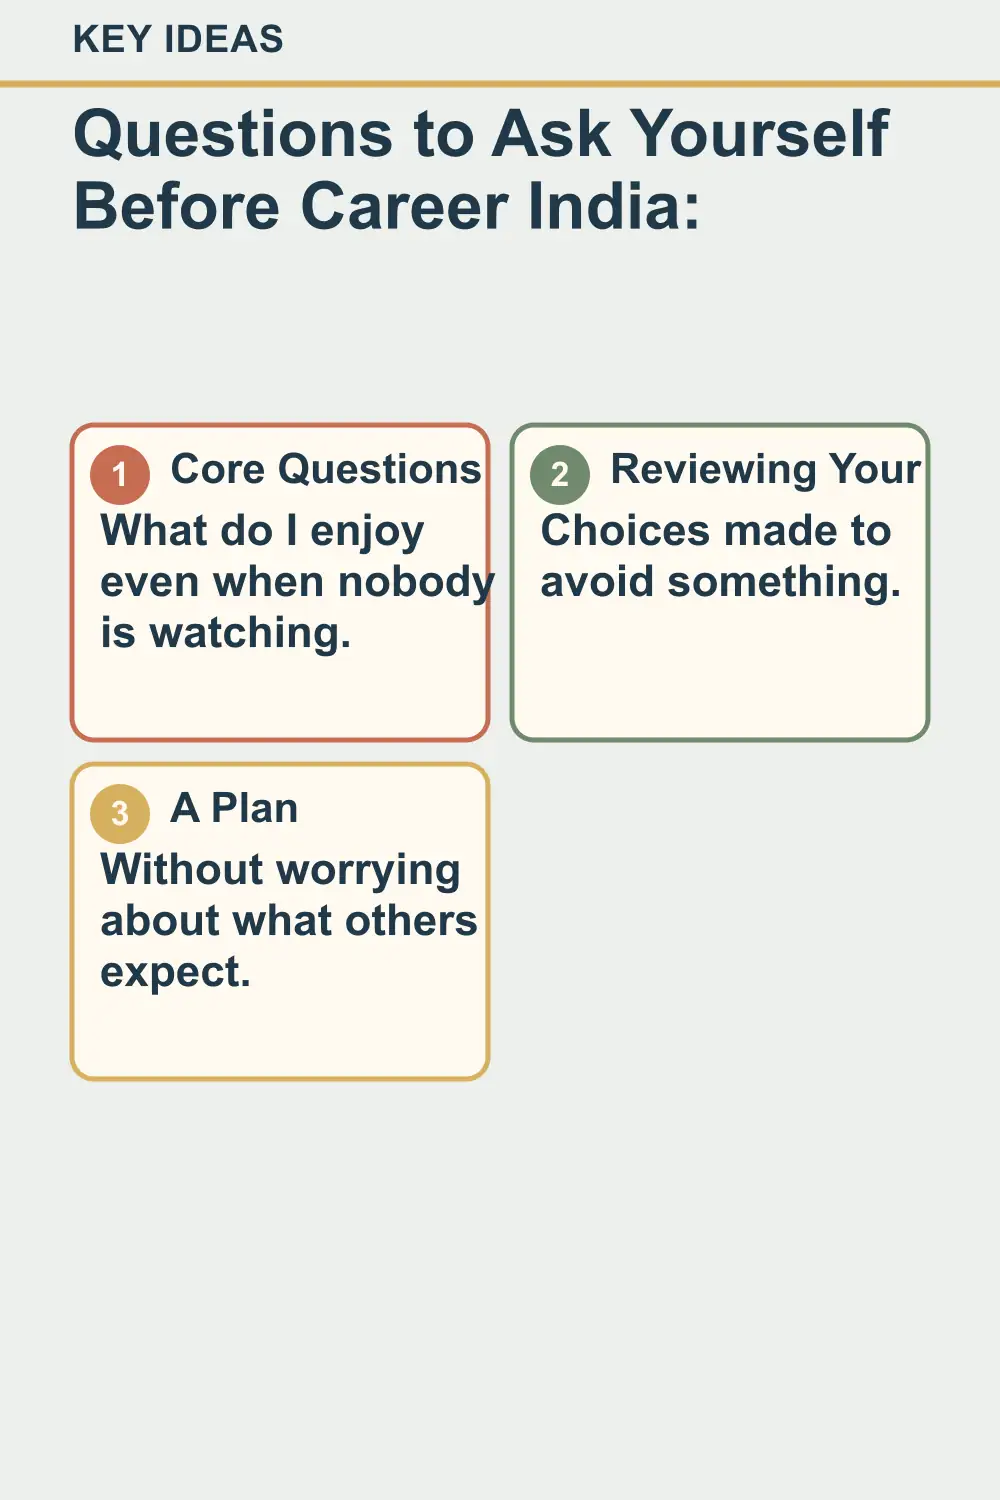 KEY IDEAS
Questions to Ask Yourself
Before Career India:
1 Core Questions
What do I enjoy
even when nobody
is watching.
2 Reviewing Your
Choices made to
avoid something.
3 A Plan
Without worrying
about what others
expect.